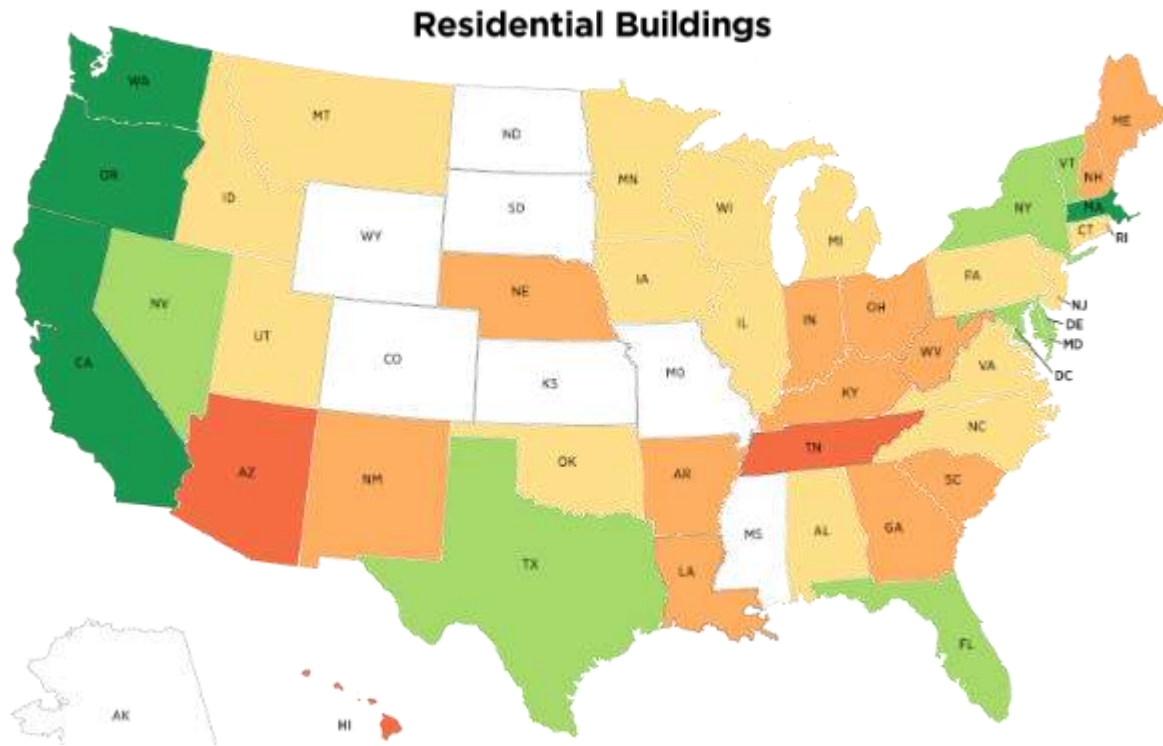 Residential Buildings
WA
MT
ND
ME
OR
ID
MN
VT
NH
SD
WI
NY
MA
WY
MI
CT
RI
NE
IA
PA
NV
UT
IL
IN
OH
NJ
DE
MD
CO
KS
MO
WV
VA
DC
CA
KY
NC
AZ
NM
OK
AR
TN
SC
TX
MS
AL
GA
LA
FL
AK
HI